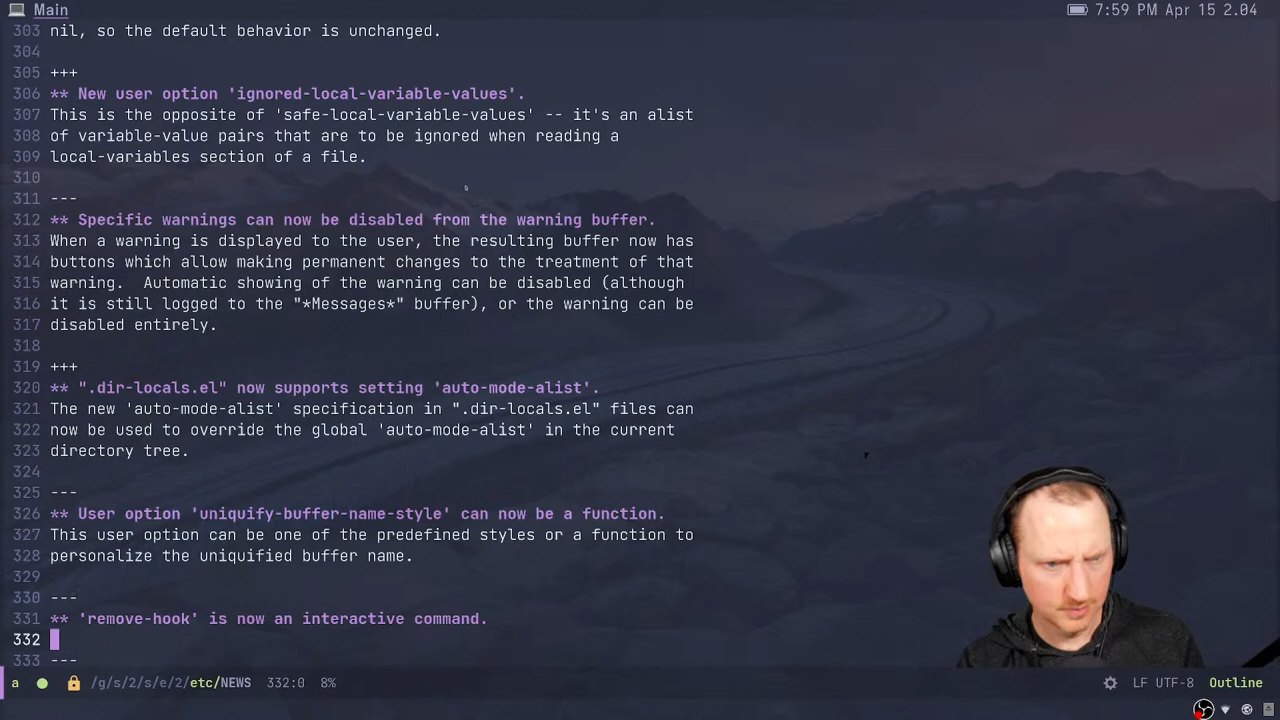 Main
7:59 PM Apr 15 2.04
303 nil, so the default behavior is unchanged.
304
305 +++
306 ** New user option 'ignored-local-variable-values'.
307 This is the opposite of 'safe-local-variable-values' -- it's an alist
308 of variable-value pairs that are to be ignored when reading a
309 local-variables section of a file.
310
311 ---
312 ** Specific warnings can now be disabled from the warning buffer.
313 When a warning is displayed to the user, the resulting buffer now has
314 buttons which allow making permanent changes to the treatment of that
315 warning.  Automatic showing of the warning can be disabled (although
316 it is still logged to the "*Messages*" buffer), or the warning can be
317 disabled entirely.
318
319 +++
320 ** ".dir-locals.el" now supports setting 'auto-mode-alist'.
321 The new 'auto-mode-alist' specification in ".dir-locals.el" files can
322 now be used to override the global 'auto-mode-alist' in the current
323 directory tree.
324
325 ---
326 ** User option 'uniquify-buffer-name-style' can now be a function.
327 This user option can be one of the predefined styles or a function to
328 personalize the uniquified buffer name.
329
330 ---
331 ** 'remove-hook' is now an interactive command.
332
333 ---
a /g/s/2/s/e/2/etc/NEWS 332:0 8% LF UTF-8 Outline